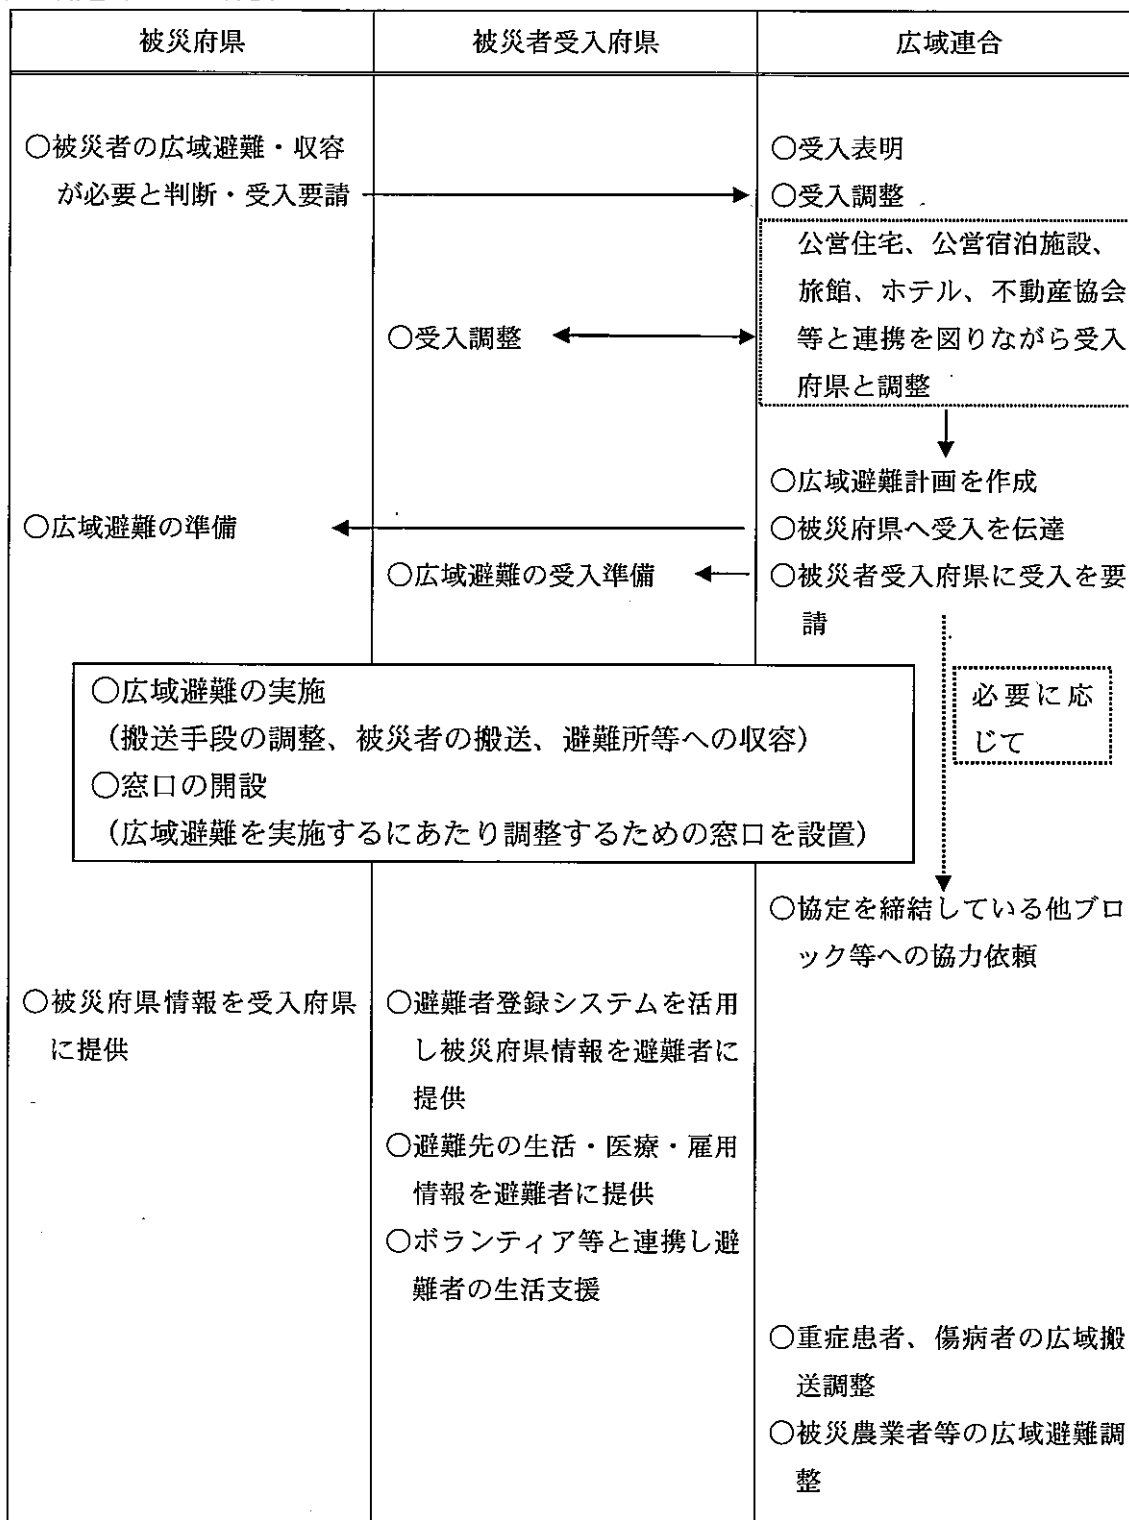 被災府県
被災者受入府県
広域連合
○被災者の広域避難・収容
が必要と判断・受入要請
○受入表明
○受入調整
公営住宅、公営宿泊施設、
旅館、ホテル、不動産協会
等と連携を図りながら受入
府県と調整
○受入調整
○広域避難計画を作成
○被災府県へ受入を伝達
○被災者受入府県に受入を要
請
○広域避難の準備
○広域避難の受入準備
○広域避難の実施
（搬送手段の調整、被災者の搬送、避難所等への収容）
○窓口の開設
（広域避難を実施するにあたり調整するための窓口を設置）
必要に応
じて
○協定を締結している他ブロ
ック等への協力依頼
○被災府県情報を受入府県
に提供
○避難者登録システムを活用
し被災府県情報を避難者に
提供
○避難先の生活・医療・雇用
情報を避難者に提供
○ボランティア等と連携し避
難者の生活支援
○重症患者、傷病者の広域搬
送調整
○被災農業者等の広域避難調
整